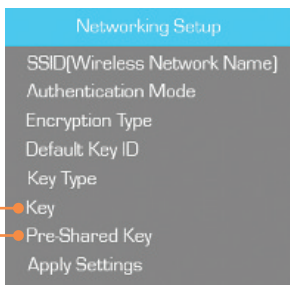 Networking Setup
SSID(Wireless Network Name)
Authentication Mode
Encryption Type
Default Key ID
Key Type
Key
Pre-Shared Key
Apply Settings